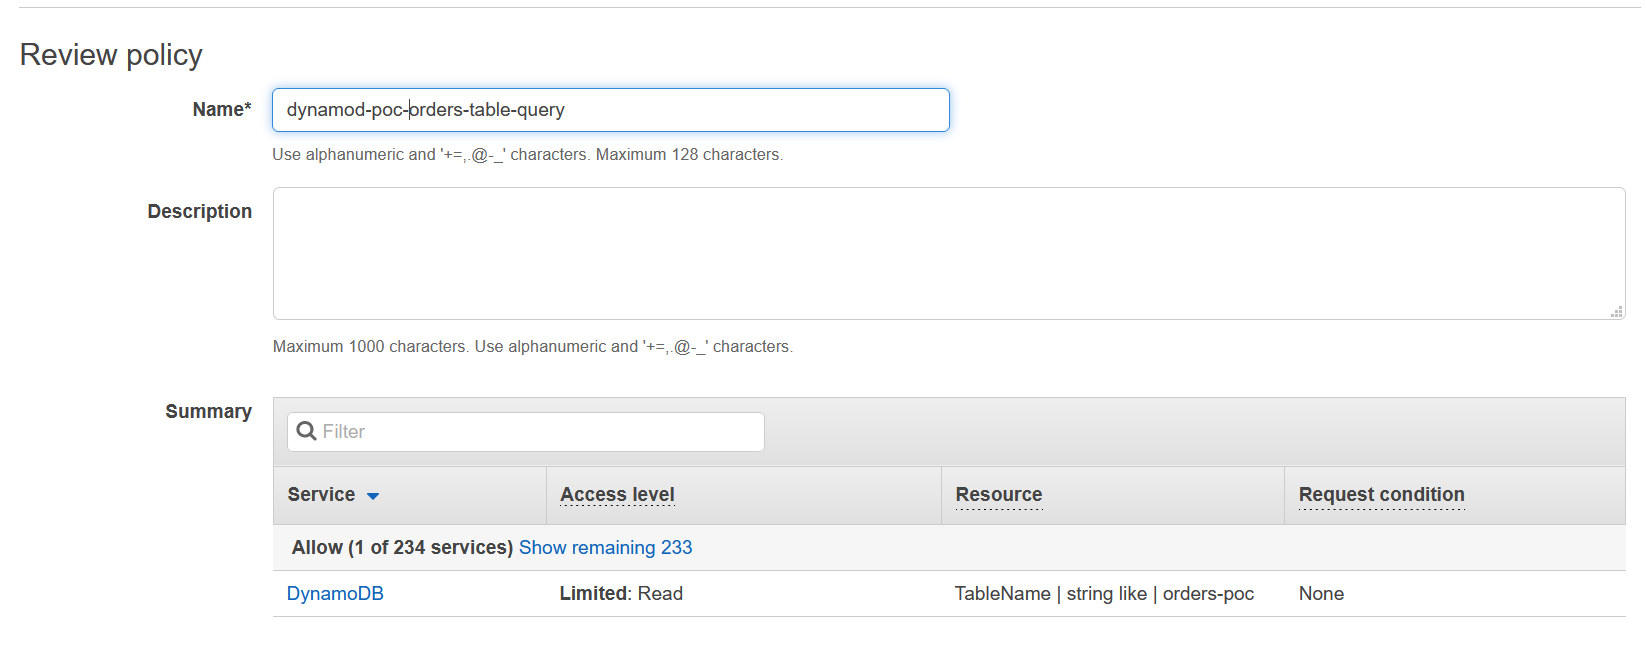 Review policy
Name*
dynamod-poc-orders-table-query
Use alphanumeric and '+=,.@-_' characters. Maximum 128 characters.
Description
Maximum 1000 characters. Use alphanumeric and '+=,.@-_' characters.
Summary
Filter
Service Access level Resource Request condition
Allow (1 of 234 services) Show remaining 233
DynamoDB Limited: Read TableName | string like | orders-poc None